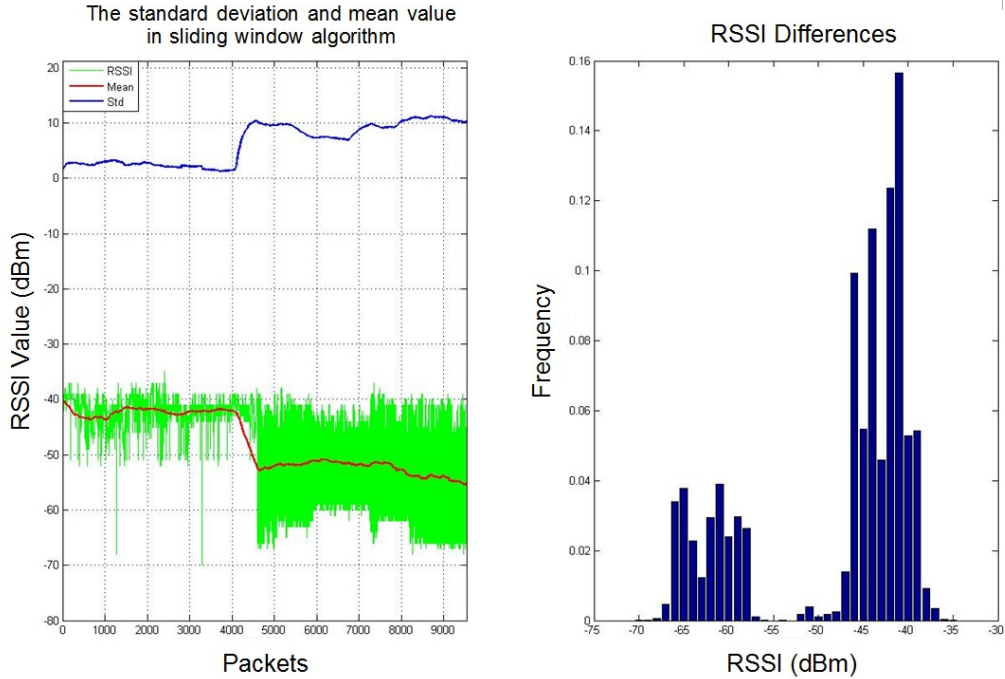 The standard deviation and mean value
in sliding window algorithm
RSSI Value (dBm)
20
10
0
-10
-20
-30
-40
-50
-60
-70
-80
RSSI
Mean
Std
0 1000 2000 3000 4000 5000 6000 7000 8000 9000
Packets
RSSI Differences
Frequency
0.16
0.14
0.12
0.1
0.08
0.06
0.04
0.02
0
-75 -70 -65 -60 -55 -50 -45 -40 -35 -30
RSSI (dBm)